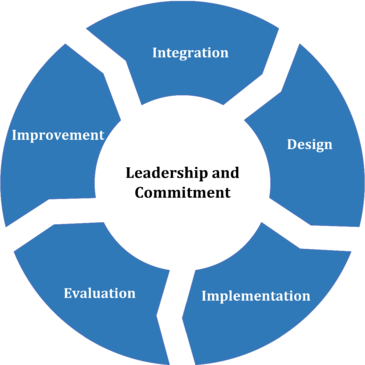 Integration
Design
Implementation
Evaluation
Improvement
Leadership and
Commitment